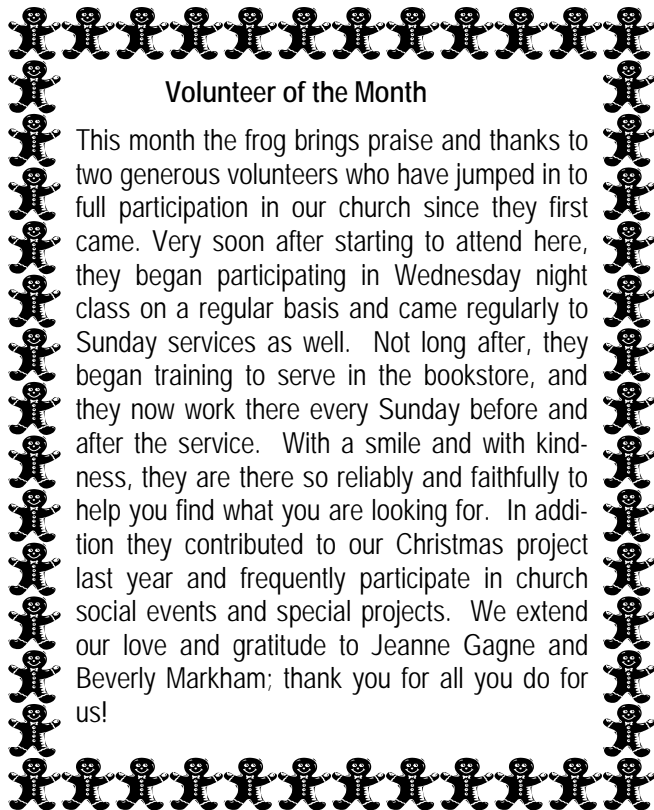 Volunteer of the Month
This month the frog brings praise and thanks to
two generous volunteers who have jumped in to
full participation in our church since they first
came. Very soon after starting to attend here,
they began participating in Wednesday night
class on a regular basis and came regularly to
Sunday services as well.  Not long after, they
began training to serve in the bookstore, and
they now work there every Sunday before and
after the service.  With a smile and with kind-
ness, they are there so reliably and faithfully to
help you find what you are looking for.  In addi-
tion they contributed to our Christmas project
last year and frequently participate in church
social events and special projects.  We extend
our love and gratitude to Jeanne Gagne and
Beverly Markham; thank you for all you do for
us!